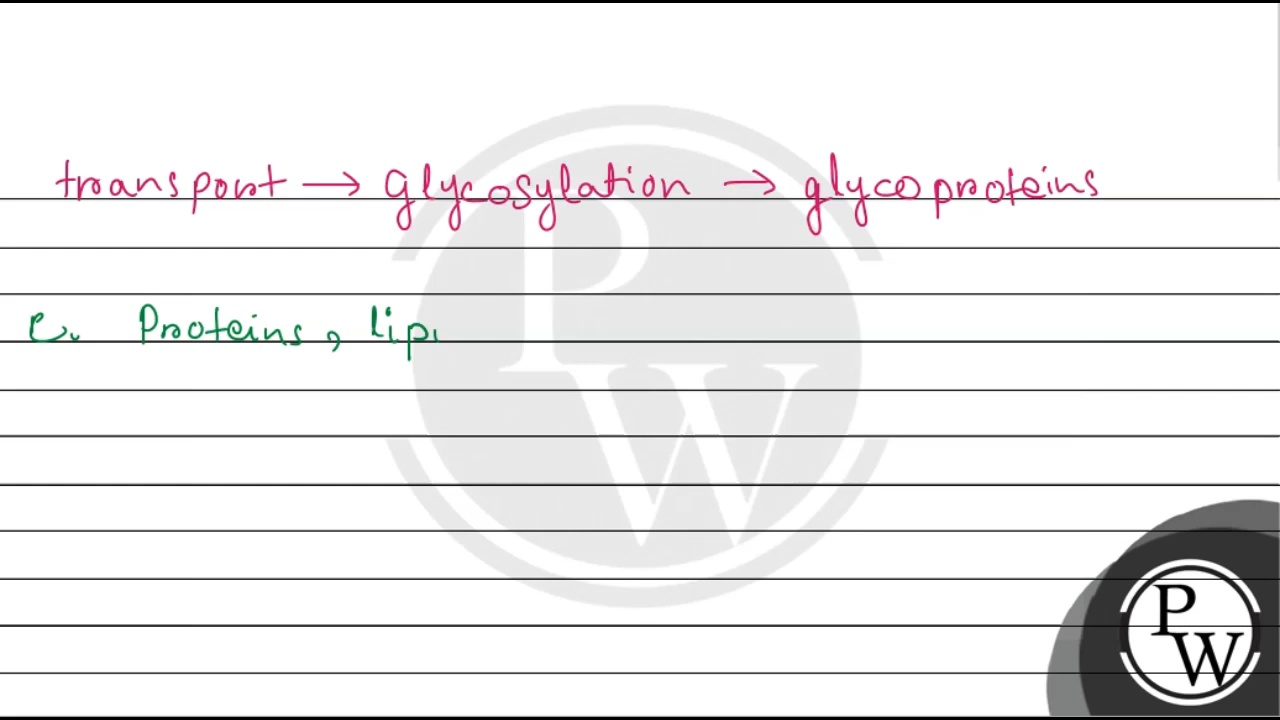 transport → glycosylation → glycoproteins
e. Proteins, lip
P
W
P
W